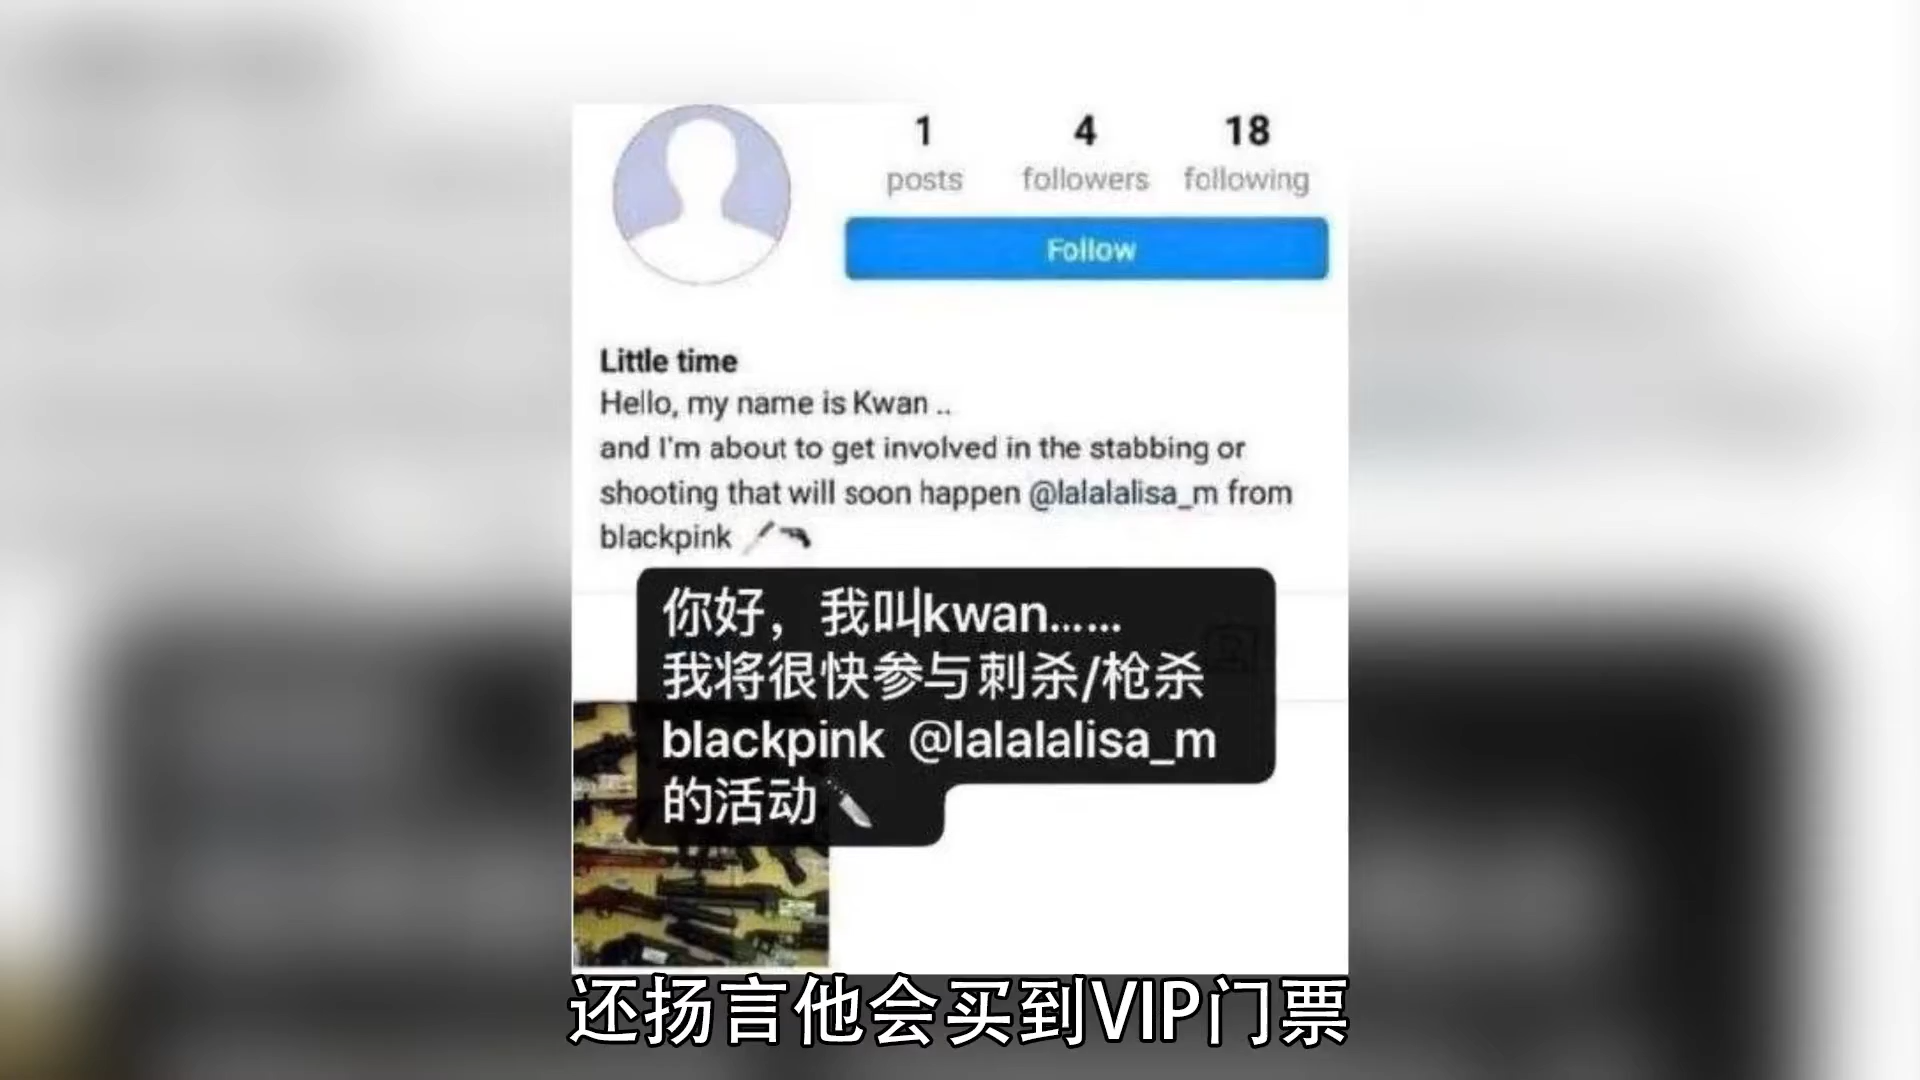 1 4 18
posts followers following
Follow
Little time
Hello, my name is Kwan ..
and I'm about to get involved in the stabbing or
shooting that will soon happen @lalalalisa_m from
blackpink
你好，我叫kwan……
我将很快参与刺杀/枪杀
blackpink @lalalalisa_m
的活动
还扬言他会买到VIP门票